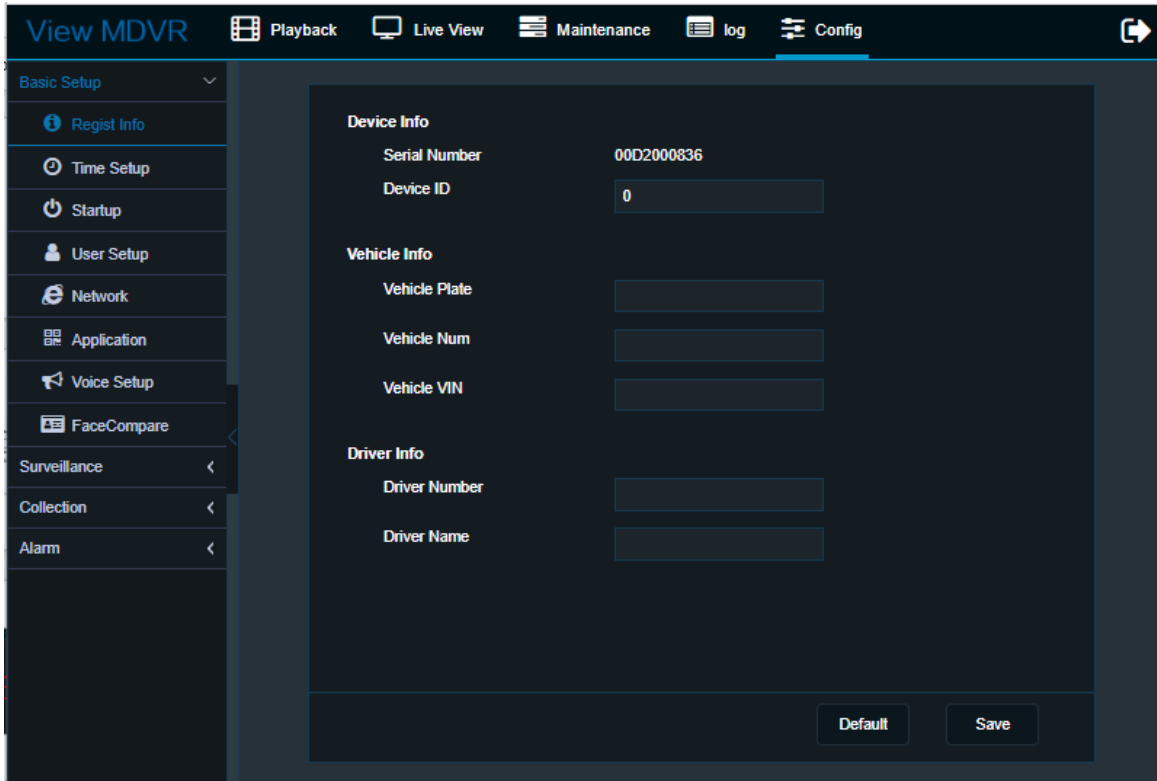 View MDVR Playback Live View Maintenance log Config
Basic Setup
Regist Info
Time Setup
Startup
User Setup
Network
Application
Voice Setup
FaceCompare
Surveillance
Collection
Alarm
Device Info
Serial Number 00D2000836
Device ID 0
Vehicle Info
Vehicle Plate
Vehicle Num
Vehicle VIN
Driver Info
Driver Number
Driver Name
Default Save